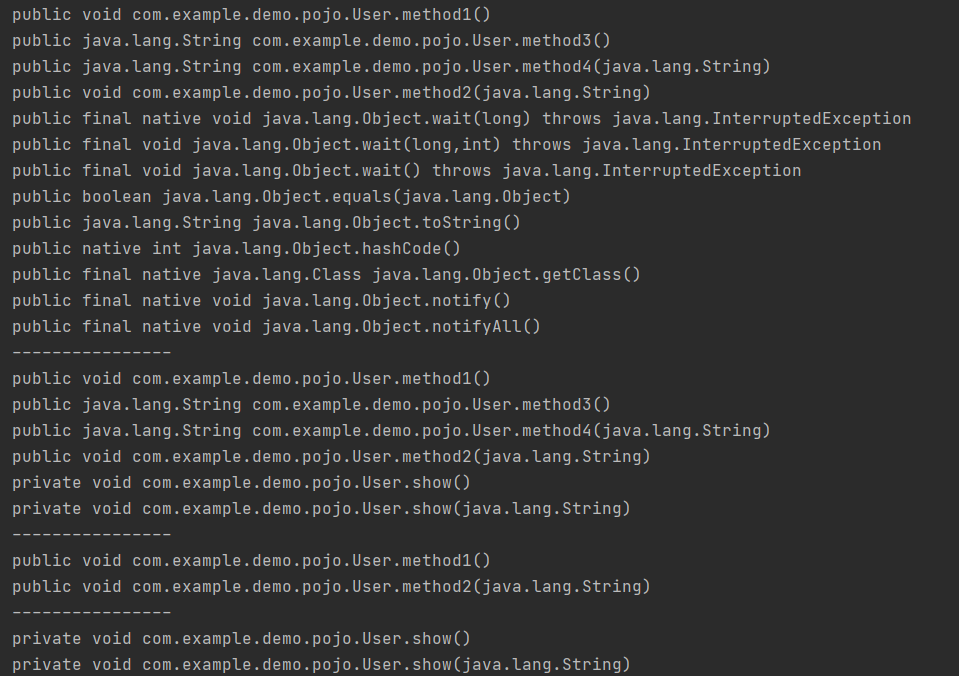 public void com.example.demo.pojo.User.method1()
public java.lang.String com.example.demo.pojo.User.method3()
public java.lang.String com.example.demo.pojo.User.method4(java.lang.String)
public void com.example.demo.pojo.User.method2(java.lang.String)
public final native void java.lang.Object.wait(long) throws java.lang.InterruptedException
public final void java.lang.Object.wait(long,int) throws java.lang.InterruptedException
public final void java.lang.Object.wait() throws java.lang.InterruptedException
public boolean java.lang.Object.equals(java.lang.Object)
public java.lang.String java.lang.Object.toString()
public native int java.lang.Object.hashCode()
public final native java.lang.Class java.lang.Object.getClass()
public final native void java.lang.Object.notify()
public final native void java.lang.Object.notifyAll()
----------------
public void com.example.demo.pojo.User.method1()
public java.lang.String com.example.demo.pojo.User.method3()
public java.lang.String com.example.demo.pojo.User.method4(java.lang.String)
public void com.example.demo.pojo.User.method2(java.lang.String)
private void com.example.demo.pojo.User.show()
private void com.example.demo.pojo.User.show(java.lang.String)
----------------
public void com.example.demo.pojo.User.method1()
public void com.example.demo.pojo.User.method2(java.lang.String)
----------------
private void com.example.demo.pojo.User.show()
private void com.example.demo.pojo.User.show(java.lang.String)